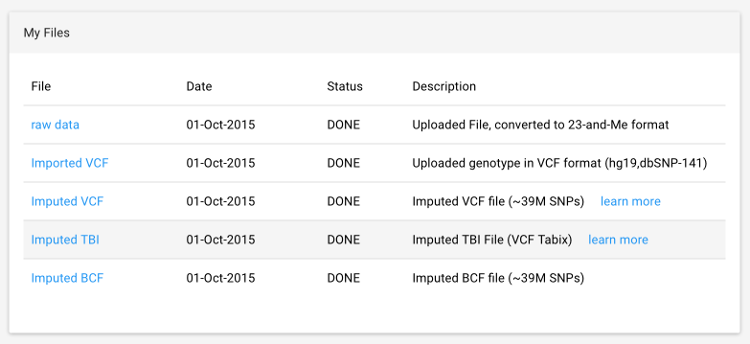 My Files
File Date Status Description
raw data 01-Oct-2015 DONE Uploaded File, converted to 23-and-Me format
Imported VCF 01-Oct-2015 DONE Uploaded genotype in VCF format (hg19,dbSNP-141)
Imputed VCF 01-Oct-2015 DONE Imputed VCF file (~39M SNPs) learn more
Imputed TBI 01-Oct-2015 DONE Imputed TBI File (VCF Tabix) learn more
Imputed BCF 01-Oct-2015 DONE Imputed BCF file (~39M SNPs)